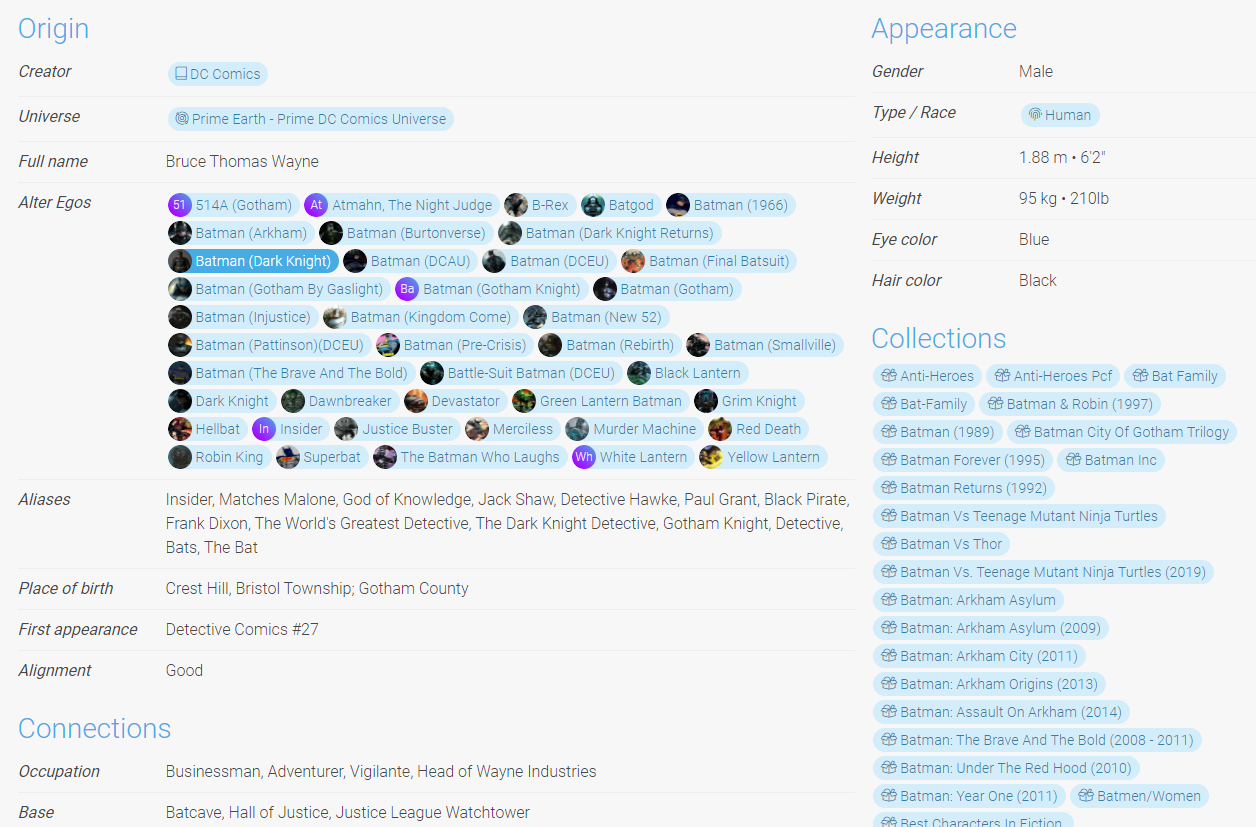 Origin
Creator DC Comics
Universe Prime Earth - Prime DC Comics Universe
Full name Bruce Thomas Wayne
Alter Egos 51 514A (Gotham) At Atmahn, The Night Judge B-Rex Batgod Batman (1966)
Batman (Arkham) Batman (Burtonverse) Batman (Dark Knight Returns)
Batman (Dark Knight) Batman (DCAU) Batman (DCEU) Batman (Final Batsuit)
Batman (Gotham By Gaslight) Ba Batman (Gotham Knight) Batman (Gotham)
Batman (Injustice) Batman (Kingdom Come) Batman (New 52)
Batman (Pattinson)(DCEU) Batman (Pre-Crisis) Batman (Rebirth) Batman (Smallville)
Batman (The Brave And The Bold) Battle-Suit Batman (DCEU) Black Lantern
Dark Knight Dawnbreaker Devastator Green Lantern Batman Grim Knight
Hellbat In Insider Justice Buster Merciless Murder Machine Red Death
Robin King Superbat The Batman Who Laughs Wh White Lantern Yellow Lantern
Aliases Insider, Matches Malone, God of Knowledge, Jack Shaw, Detective Hawke, Paul Grant, Black Pirate,
Frank Dixon, The World's Greatest Detective, The Dark Knight Detective, Gotham Knight, Detective,
Bats, The Bat
Place of birth Crest Hill, Bristol Township; Gotham County
First appearance Detective Comics #27
Alignment Good
Connections
Occupation Businessman, Adventurer, Vigilante, Head of Wayne Industries
Base Batcave, Hall of Justice, Justice League Watchtower
Appearance
Gender Male
Type / Race Human
Height 1.88 m • 6'2"
Weight 95 kg • 210lb
Eye color Blue
Hair color Black
Collections
Anti-Heroes Anti-Heroes Pcf Bat Family
Bat-Family Batman & Robin (1997)
Batman (1989) Batman City Of Gotham Trilogy
Batman Forever (1995) Batman Inc
Batman Returns (1992)
Batman Vs Teenage Mutant Ninja Turtles
Batman Vs Thor
Batman Vs. Teenage Mutant Ninja Turtles (2019)
Batman: Arkham Asylum
Batman: Arkham Asylum (2009)
Batman: Arkham City (2011)
Batman: Arkham Origins (2013)
Batman: Assault On Arkham (2014)
Batman: The Brave And The Bold (2008 - 2011)
Batman: Under The Red Hood (2010)
Batman: Year One (2011) Batmen/Women
Best Characters In Fiction